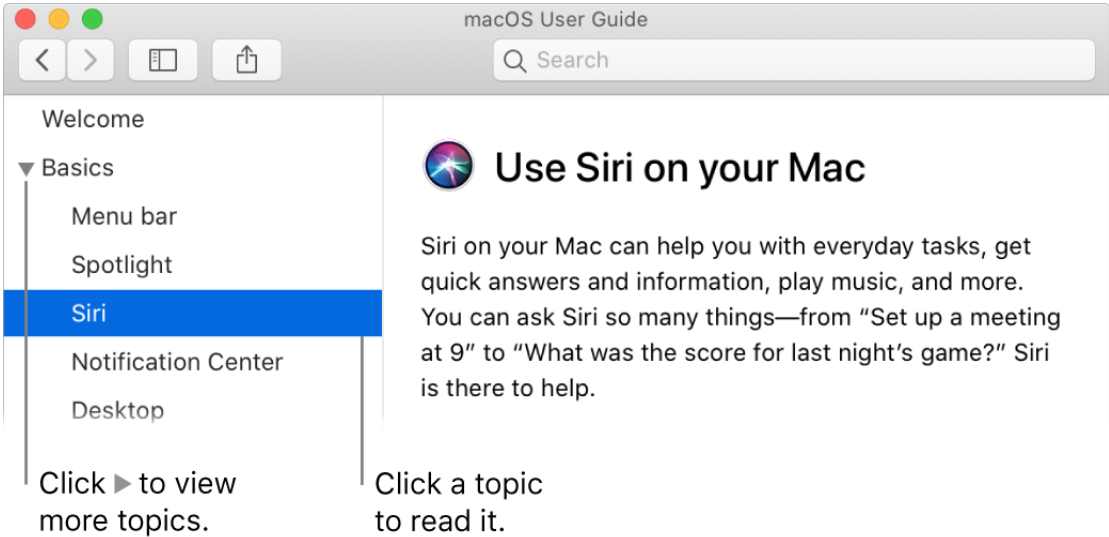 macOS User Guide
Search
Welcome
Basics
Menu bar
Spotlight
Siri
Notification Center
Desktop
Use Siri on your Mac
Siri on your Mac can help you with everyday tasks, get
quick answers and information, play music, and more.
You can ask Siri so many things—from “Set up a meeting
at 9” to “What was the score for last night’s game?” Siri
is there to help.
Click ▶ to view
more topics.
Click a topic
to read it.